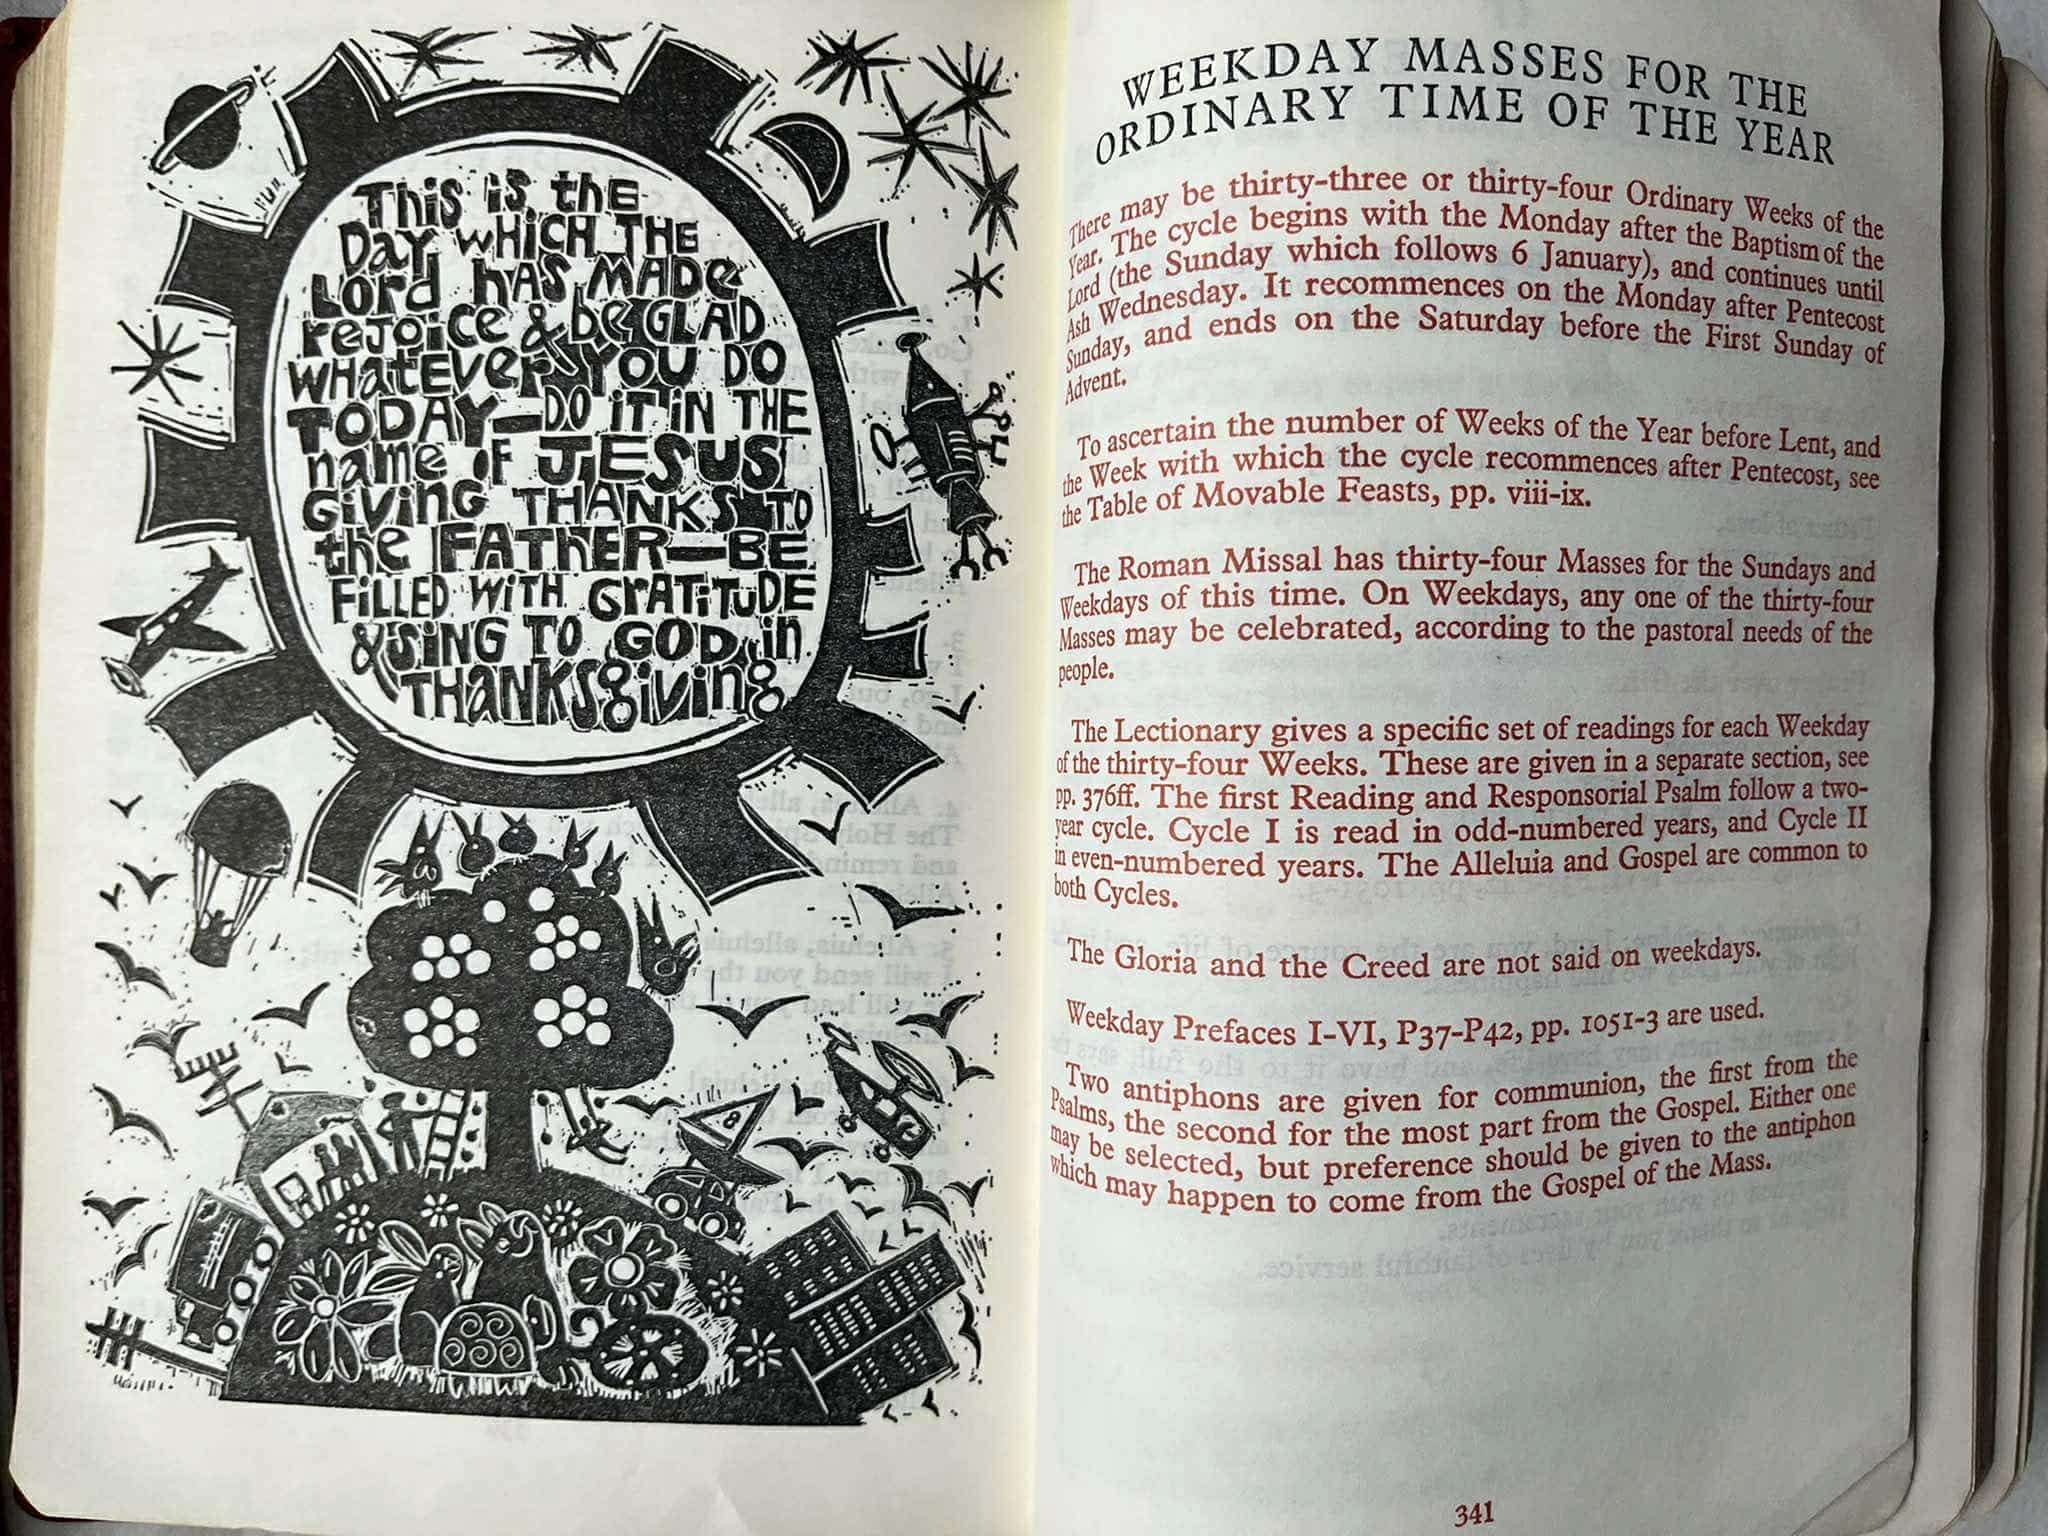 This is the
Day which THE
Lord has MADE
rejoice & be GLAD
WHatEVer YOU DO
TODAY—DO iT iN THE
name OF JESUS
GIVING THANKS TO
the FATHER—BE
FiLLED WiTH GrATiTUDE
& SiNG TO GOD in
THanKSgiving
8
WEEKDAY MASSES FOR THE
ORDINARY TIME OF THE YEAR
There may be thirty-three or thirty-four Ordinary Weeks of the
Year. The cycle begins with the Monday after the Baptism of the
Lord (the Sunday which follows 6 January), and continues until
Ash Wednesday. It recommences on the Monday after Pentecost
Sunday, and ends on the Saturday before the First Sunday of
Advent.
To ascertain the number of Weeks of the Year before Lent, and
the Week with which the cycle recommences after Pentecost, see
the Table of Movable Feasts, pp. viii-ix.
The Roman Missal has thirty-four Masses for the Sundays and
Weekdays of this time. On Weekdays, any one of the thirty-four
Masses may be celebrated, according to the pastoral needs of the
people.
The Lectionary gives a specific set of readings for each Weekday
of the thirty-four Weeks. These are given in a separate section, see
pp. 376ff. The first Reading and Responsorial Psalm follow a two-
year cycle. Cycle I is read in odd-numbered years, and Cycle II
in even-numbered years. The Alleluia and Gospel are common to
both Cycles.
The Gloria and the Creed are not said on weekdays.
Weekday Prefaces I-VI, P37-P42, pp. 1051-3 are used.
Two antiphons are given for communion, the first from the
Psalms, the second for the most part from the Gospel. Either one
may be selected, but preference should be given to the antiphon
which may happen to come from the Gospel of the Mass.
341